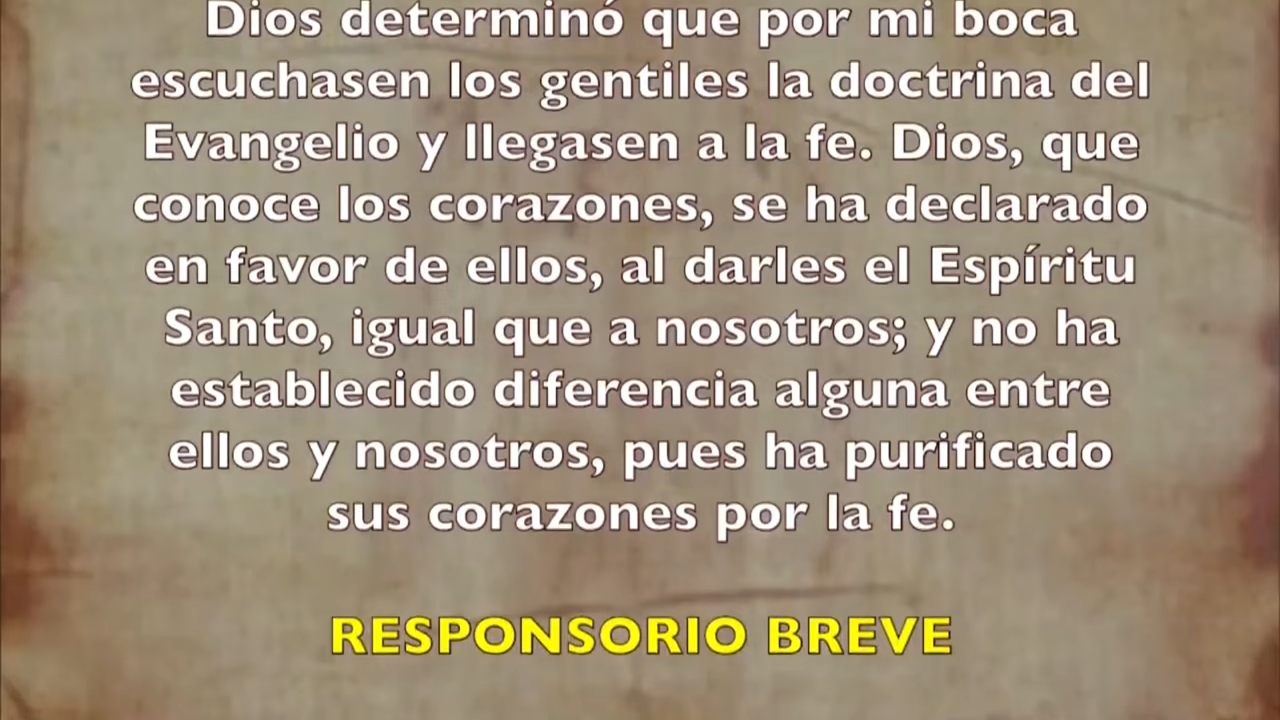 Dios determinó que por mi boca
escuchasen los gentiles la doctrina del
Evangelio y llegasen a la fe. Dios, que
conoce los corazones, se ha declarado
en favor de ellos, al darles el Espíritu
Santo, igual que a nosotros; y no ha
establecido diferencia alguna entre
ellos y nosotros, pues ha purificado
sus corazones por la fe.
RESPONSORIO BREVE